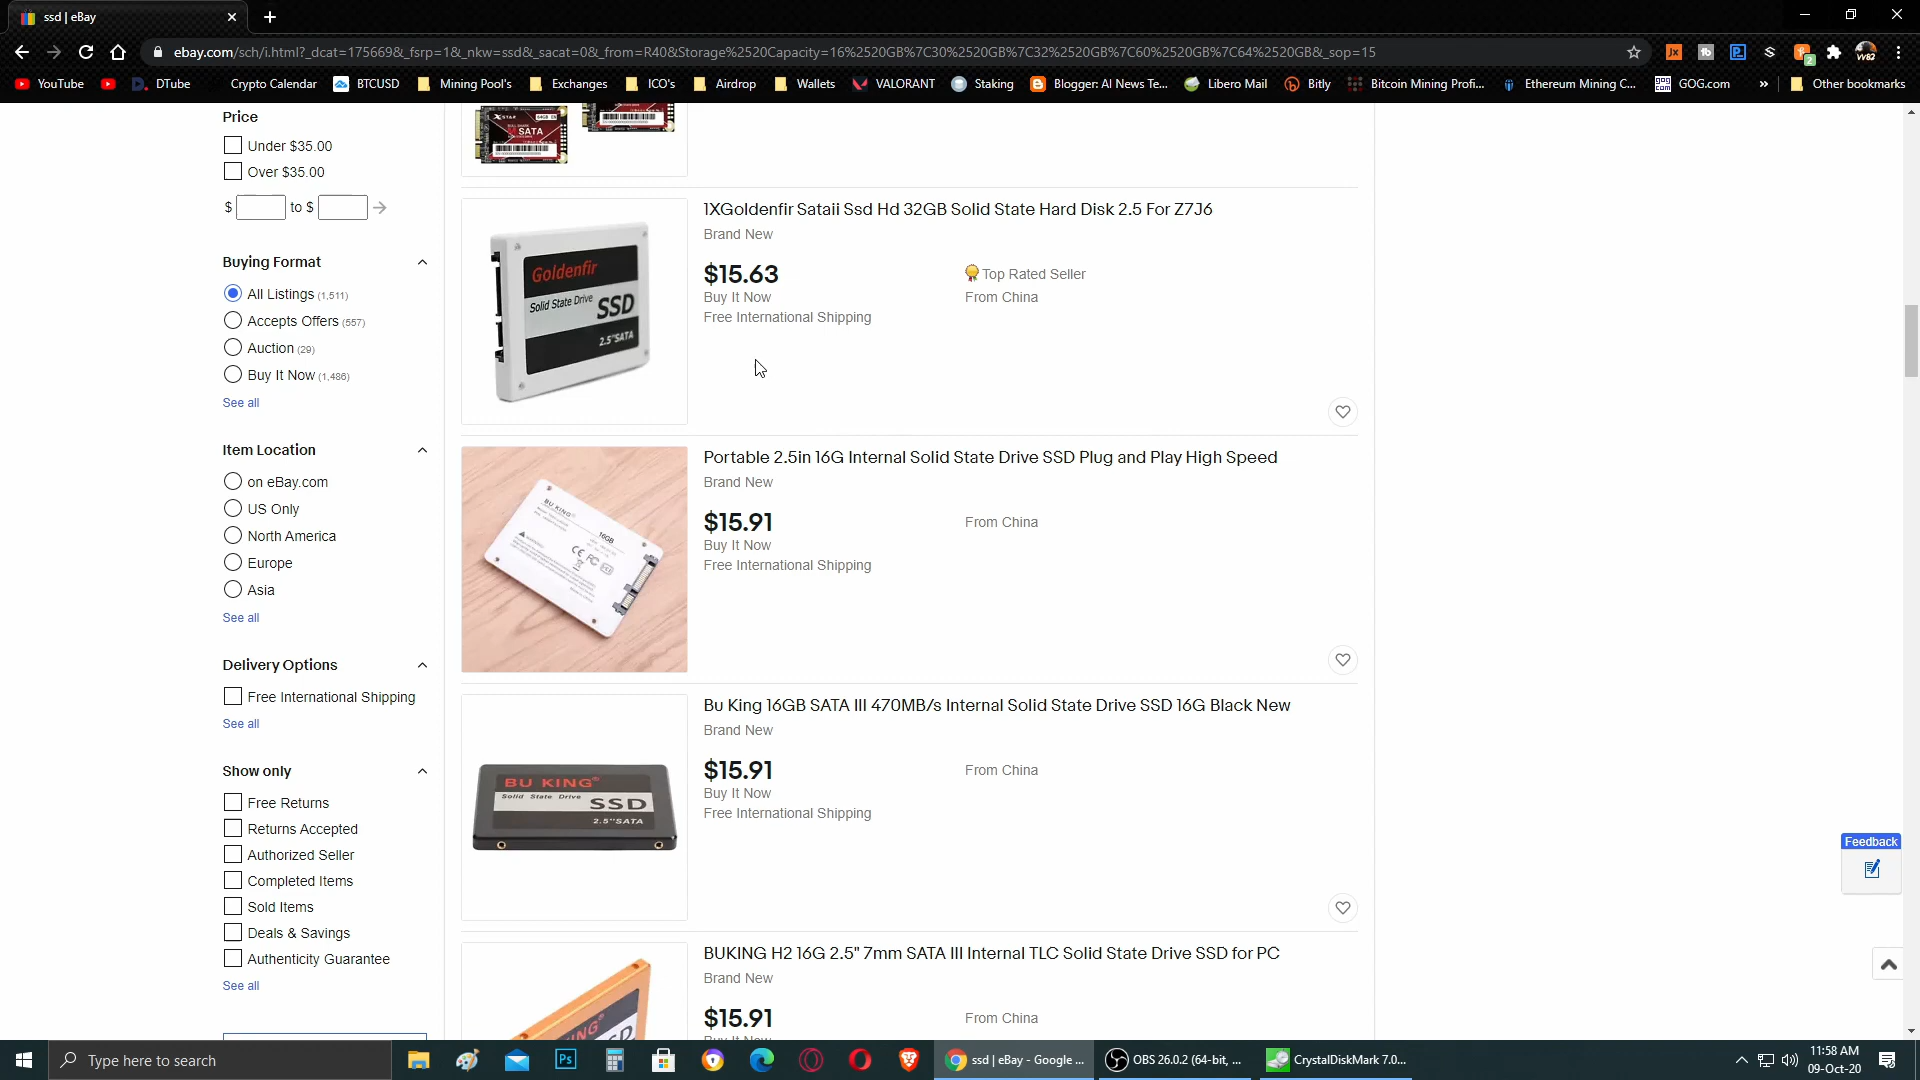 ssd | eBay
ebay.com/sch/i.html?_dcat=175669&_fsrp=1&_nkw=ssd&_sacat=0&_from=R40&Storage%2520Capacity=16%2520GB%7C30%2520GB%7C32%2520GB%7C60%2520GB%7C64%2520GB&_sop=15
YouTube
DTube
Crypto Calendar
BTCUSD
Mining Pool's
Exchanges
ICO's
Airdrop
Wallets
VALORANT
Staking
Blogger: AI News Te...
Libero Mail
Bitly
Bitcoin Mining Profi...
Ethereum Mining C...
GOG.com
»
Other bookmarks
Price
Under $35.00
Over $35.00
$ to $
Buying Format
All Listings (1,511)
Accepts Offers (557)
Auction (29)
Buy It Now (1,486)
See all
Item Location
on eBay.com
US Only
North America
Europe
Asia
See all
Delivery Options
Free International Shipping
See all
Show only
Free Returns
Returns Accepted
Authorized Seller
Completed Items
Sold Items
Deals & Savings
Authenticity Guarantee
See all
XSTAR 64GB
SATA
Goldenfir
Solid State Drive SSD
2.5"SATA
1XGoldenfir Sataii Ssd Hd 32GB Solid State Hard Disk 2.5 For Z7J6
Brand New
$15.63
Top Rated Seller
Buy It Now
From China
Free International Shipping
BU KING
16GB
CE FC
Portable 2.5in 16G Internal Solid State Drive SSD Plug and Play High Speed
Brand New
$15.91
From China
Buy It Now
Free International Shipping
BU KING®
Solid State Drive SSD
2.5"SATA
Bu King 16GB SATA III 470MB/s Internal Solid State Drive SSD 16G Black New
Brand New
$15.91
From China
Buy It Now
Free International Shipping
BUKING H2 16G 2.5" 7mm SATA III Internal TLC Solid State Drive SSD for PC
Brand New
$15.91
From China
Feedback
Type here to search
Ps
ssd | eBay - Google ...
OBS 26.0.2 (64-bit, ...
CrystalDiskMark 7.0...
11:58 AM
09-Oct-20